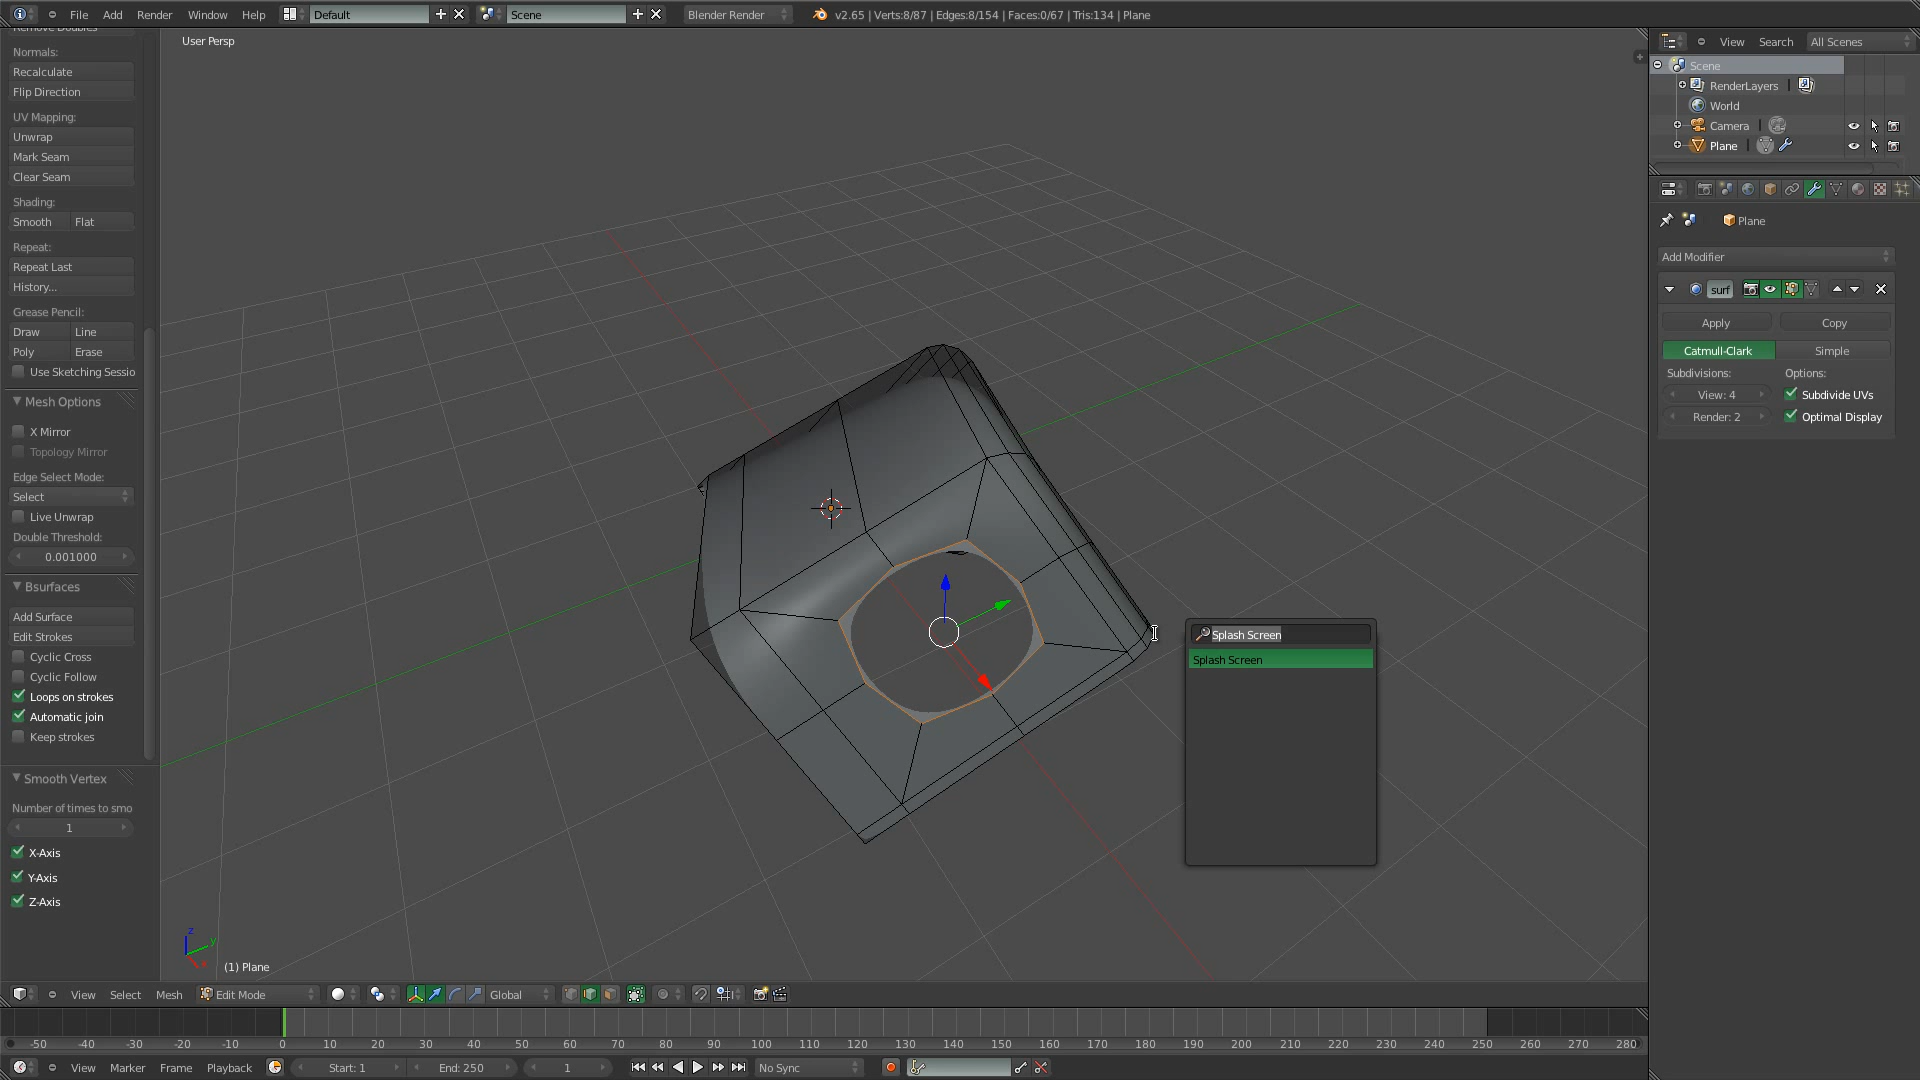 File Add Render Window Help Default Scene Blender Render v2.65 | Verts:8/87 | Edges:8/154 | Faces:0/67 | Tris:134 | Plane
Remove Doubles
User Persp
Normals:
Recalculate
Flip Direction
UV Mapping:
Unwrap
Mark Seam
Clear Seam
Shading:
Smooth Flat
Repeat:
Repeat Last
History...
Grease Pencil:
Draw Line
Poly Erase
Use Sketching Sessio
Mesh Options
X Mirror
Topology Mirror
Edge Select Mode:
Select
Live Unwrap
Double Threshold:
0.001000
Bsurfaces
Add Surface
Edit Strokes
Cyclic Cross
Cyclic Follow
Loops on strokes
Automatic join
Keep strokes
Smooth Vertex
Number of times to smo
1
X-Axis
Y-Axis
Z-Axis
Splash Screen
Splash Screen
z
y
x
(1) Plane
View Search All Scenes
Scene
RenderLayers |
World
Camera |
Plane |
Plane
Add Modifier
surf
Apply Copy
Catmull-Clark Simple
Subdivisions: Options:
View: 4 Subdivide UVs
Render: 2 Optimal Display
View Select Mesh Edit Mode Global
-50 -40 -30 -20 -10 0 10 20 30 40 50 60 70 80 90 100 110 120 130 140 150 160 170 180 190 200 210 220 230 240 250 260 270 280
View Marker Frame Playback Start: 1 End: 250 1 No Sync